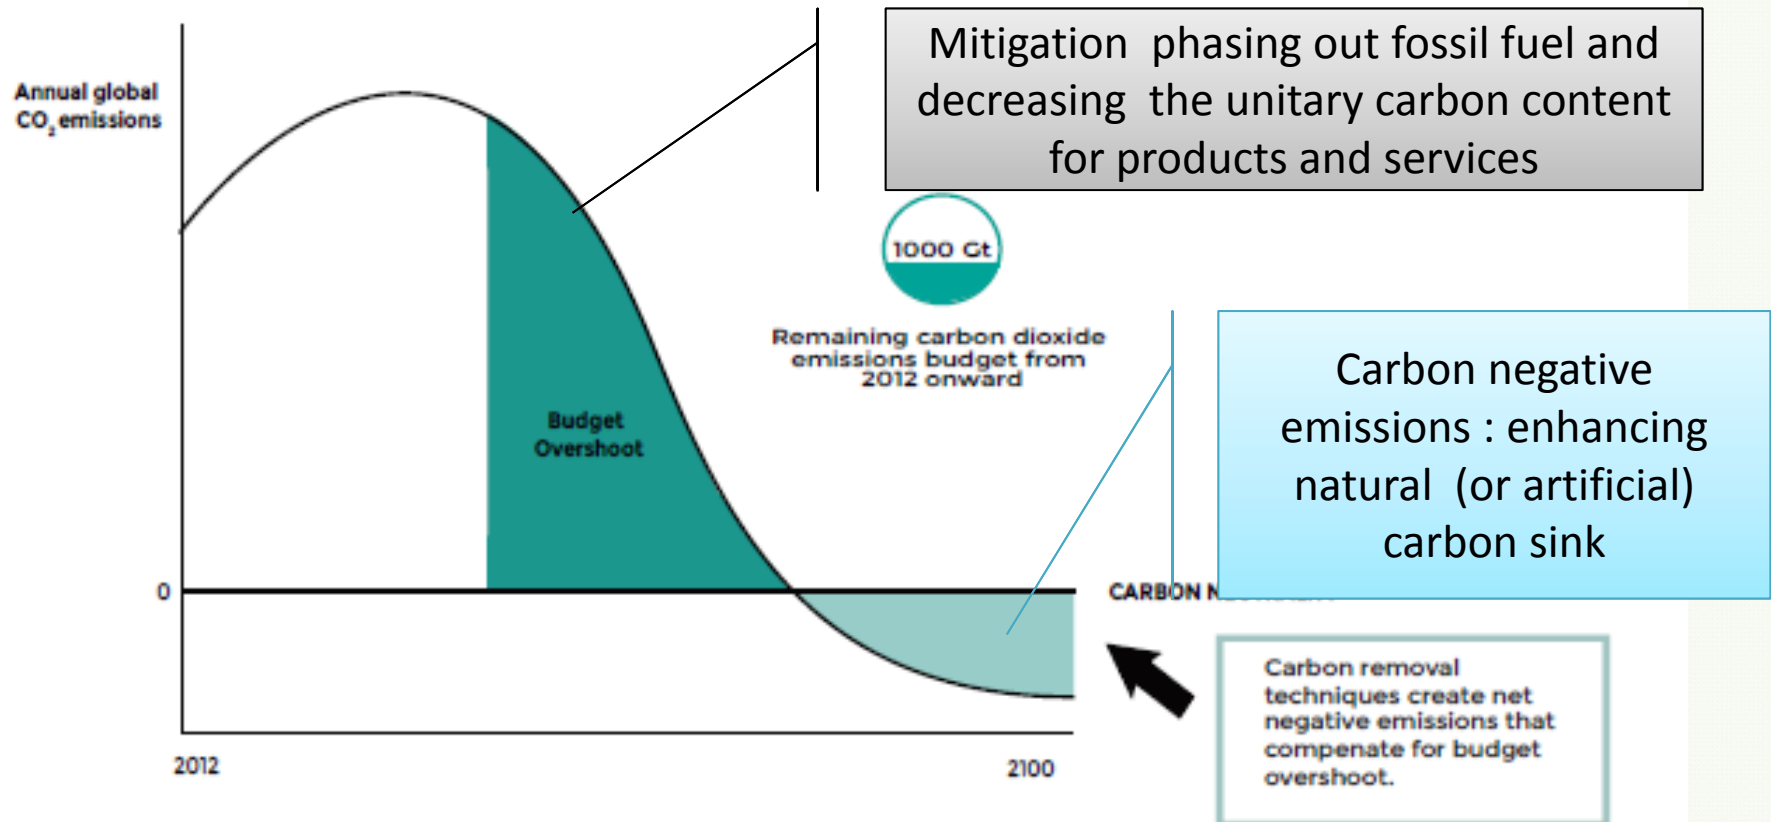 Mitigation phasing out fossil fuel and
decreasing the unitary carbon content
for products and services
Annual global
CO₂ emissions
1000 Gt
Remaining carbon dioxide
emissions budget from
2012 onward
Budget
Overshoot
Carbon negative
emissions : enhancing
natural (or artificial)
carbon sink
0
CARBON
Carbon removal
techniques create net
negative emissions that
compenate for budget
overshoot.
2012
2100